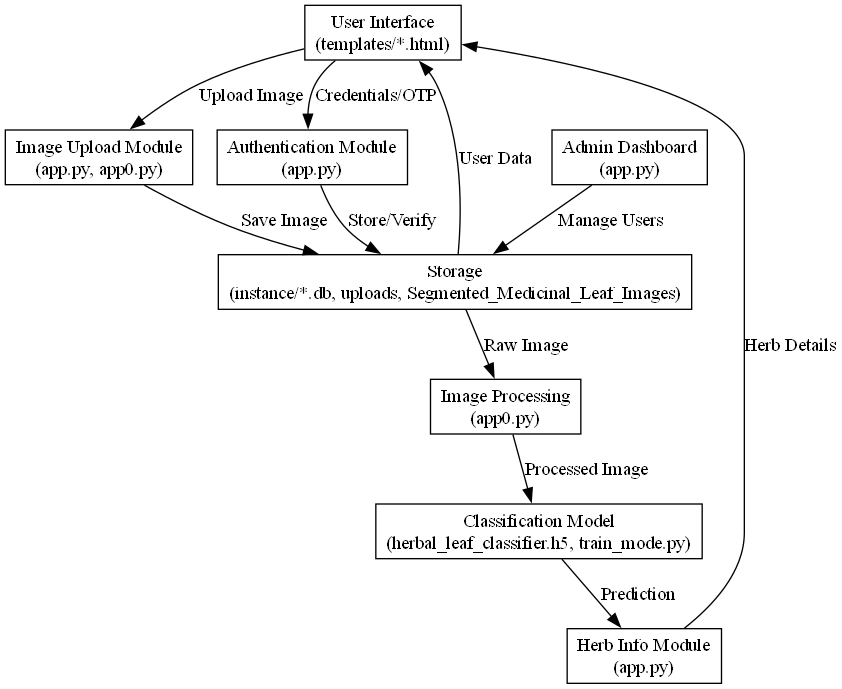 User Interface
(templates/*.html)
Upload Image
Credentials/OTP
Image Upload Module
(app.py, app0.py)
Authentication Module
(app.py)
User Data
Admin Dashboard
(app.py)
Save Image
Store/Verify
Manage Users
Storage
(instance/*.db, uploads, Segmented_Medicinal_Leaf_Images)
Raw Image
Herb Details
Image Processing
(app0.py)
Processed Image
Classification Model
(herbal_leaf_classifier.h5, train_mode.py)
Prediction
Herb Info Module
(app.py)